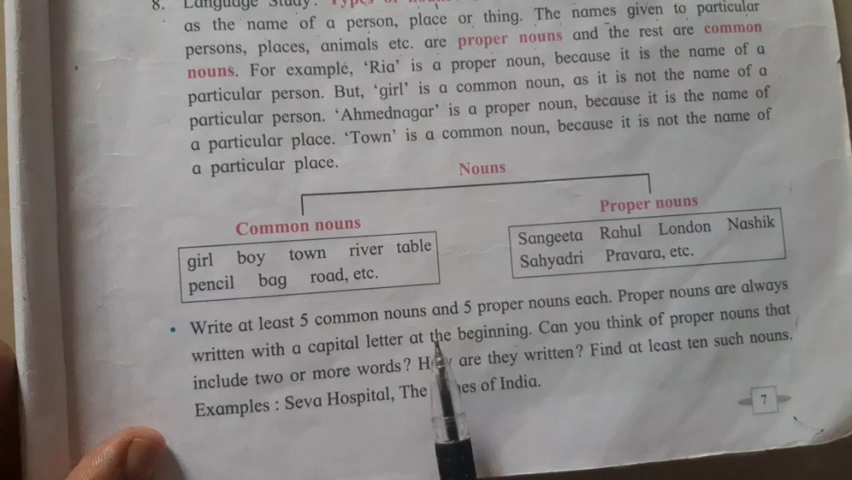 8. Language Study: Types of
as the name of a person, place or thing. The names given to particular
persons, places, animals etc. are proper nouns and the rest are common
nouns. For example, ‘Ria’ is a proper noun, because it is the name of a
particular person. But, ‘girl’ is a common noun, as it is not the name of a
particular person. ‘Ahmednagar’ is a proper noun, because it is the name of
a particular place. ‘Town’ is a common noun, because it is not the name of
a particular place.
Nouns
Common nouns
girl boy town river table
pencil bag road, etc.
Proper nouns
Sangeeta Rahul London Nashik
Sahyadri Pravara, etc.
• Write at least 5 common nouns and 5 proper nouns each. Proper nouns are always
written with a capital letter at the beginning. Can you think of proper nouns that
include two or more words? How are they written? Find at least ten such nouns.
Examples : Seva Hospital, The Times of India.
7